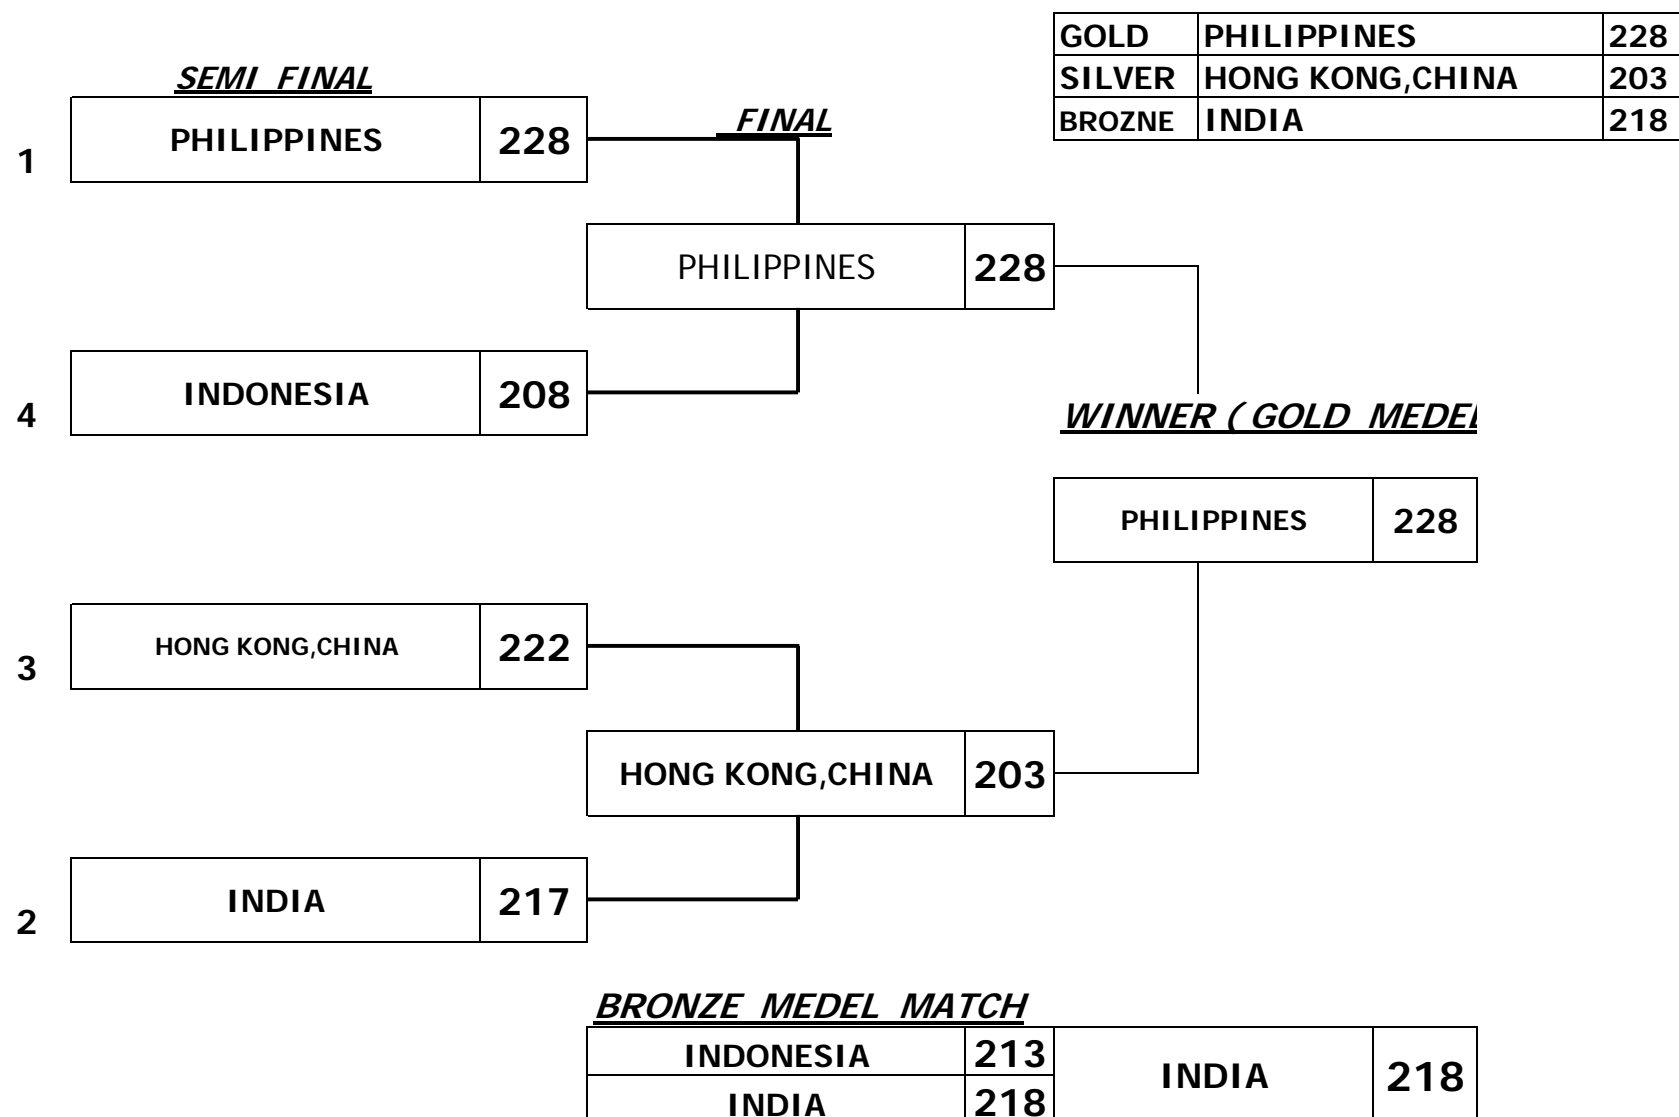 GOLD PHILIPPINES 228
SILVER HONG KONG,CHINA 203
BROZNE INDIA 218
SEMI FINAL
FINAL
1 PHILIPPINES 228
PHILIPPINES 228
4 INDONESIA 208
WINNER ( GOLD MEDEL
PHILIPPINES 228
3 HONG KONG,CHINA 222
HONG KONG,CHINA 203
2 INDIA 217
BRONZE MEDEL MATCH
INDONESIA 213
INDIA 218
INDIA 218